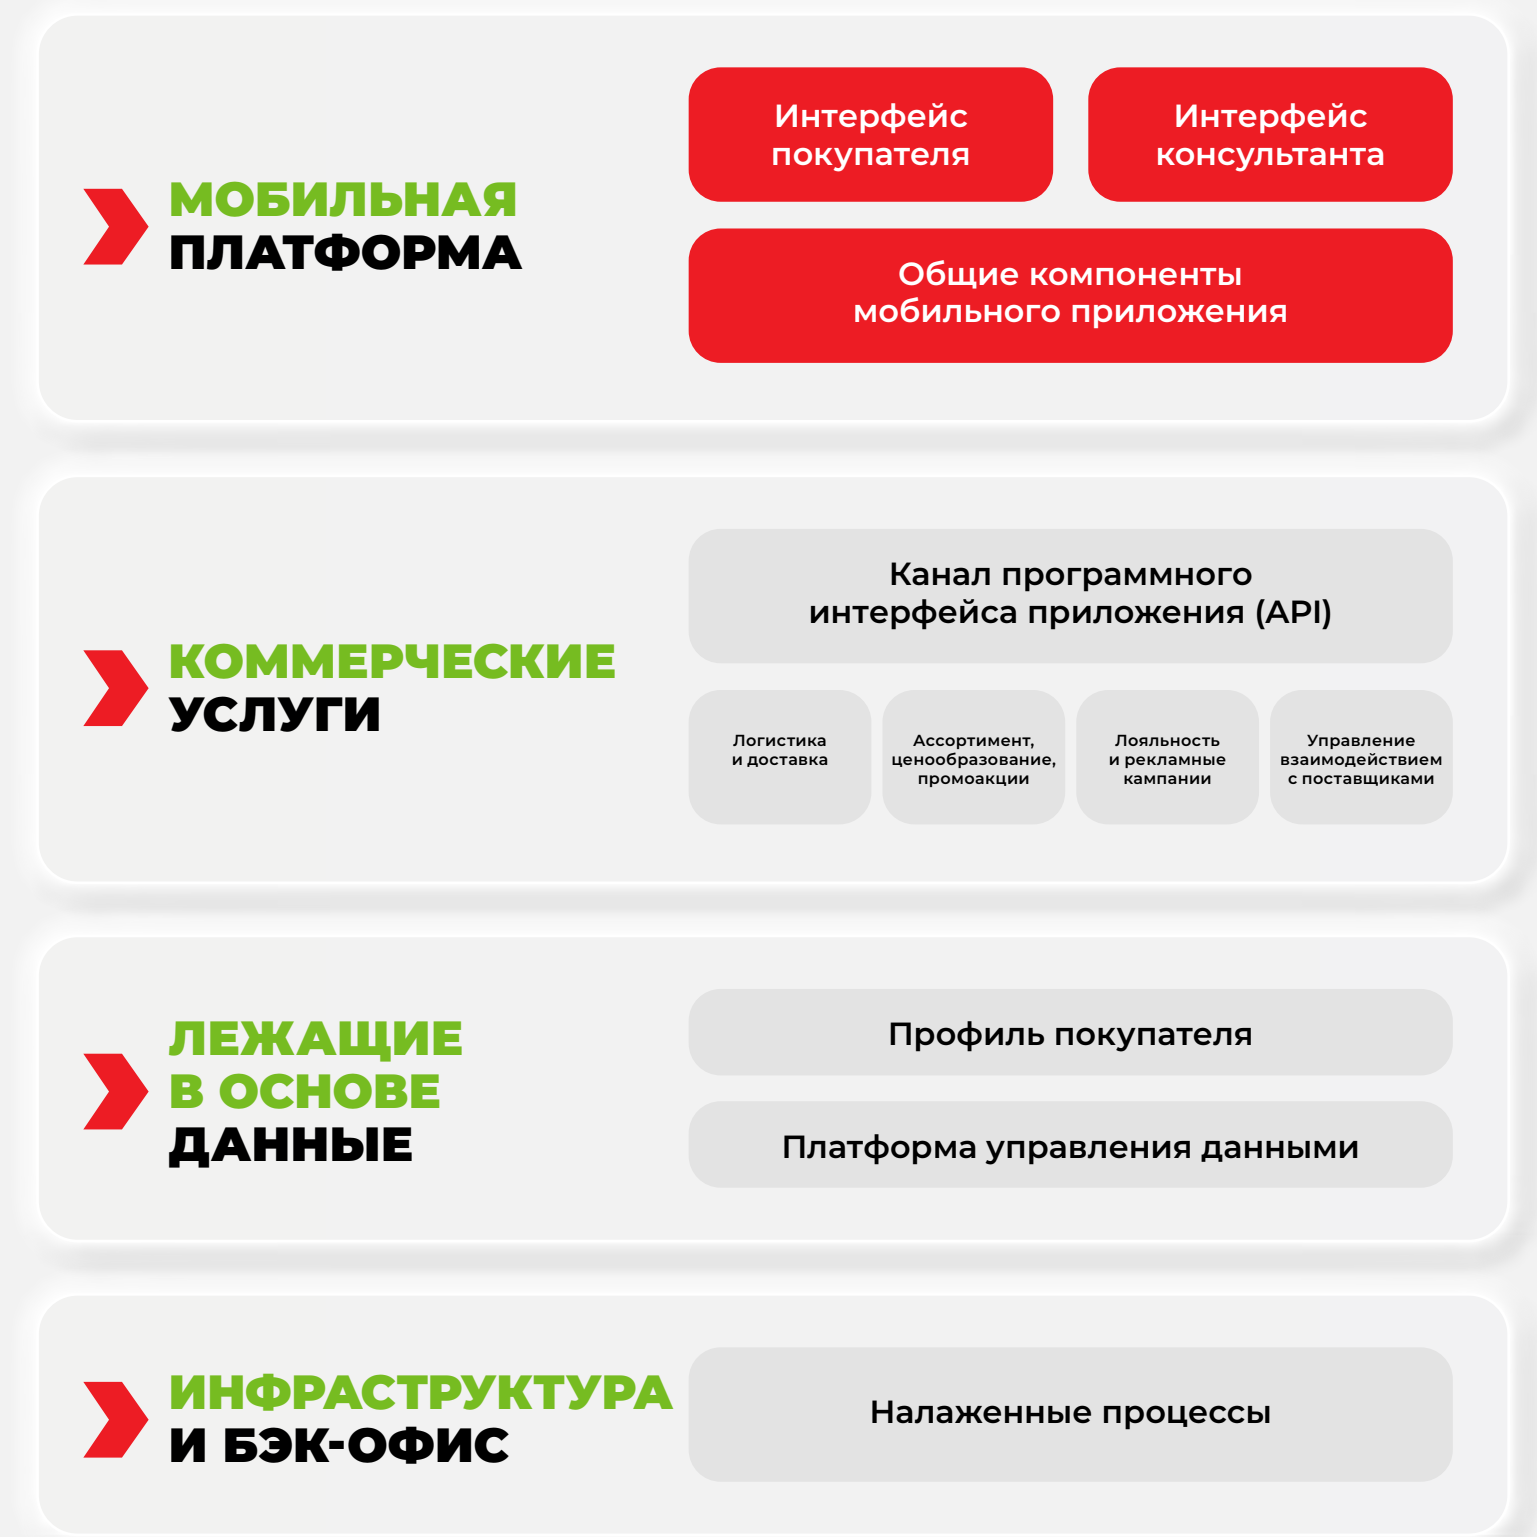 МОБИЛЬНАЯ
ПЛАТФОРМА
Интерфейс
покупателя
Интерфейс
консультанта
Общие компоненты
мобильного приложения
КОММЕРЧЕСКИЕ
УСЛУГИ
Канал программного
интерфейса приложения (API)
Логистика
и доставка
Ассортимент,
ценообразование,
промоакции
Лояльность
и рекламные
кампании
Управление
взаимодействием
с поставщиками
ЛЕЖАЩИЕ
В ОСНОВЕ
ДАННЫЕ
Профиль покупателя
Платформа управления данными
ИНФРАСТРУКТУРА
И БЭК-ОФИС
Налаженные процессы